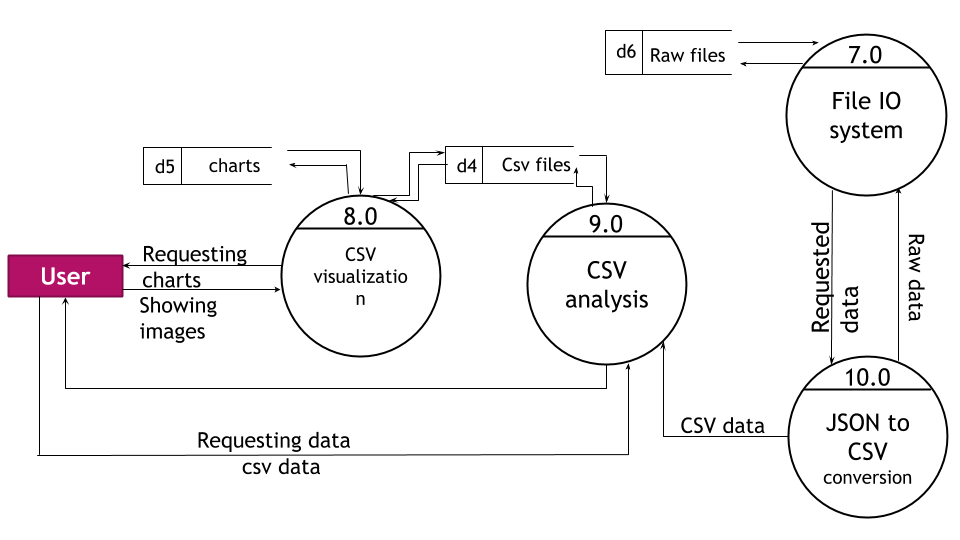 d6 Raw files
7.0
File IO
system
d5 charts
d4 Csv files
8.0
CSV
visualizatio
n
9.0
CSV
analysis
User
Requesting
charts
Showing
images
Requested
data
Raw data
10.0
JSON to
CSV
conversion
CSV data
Requesting data
csv data